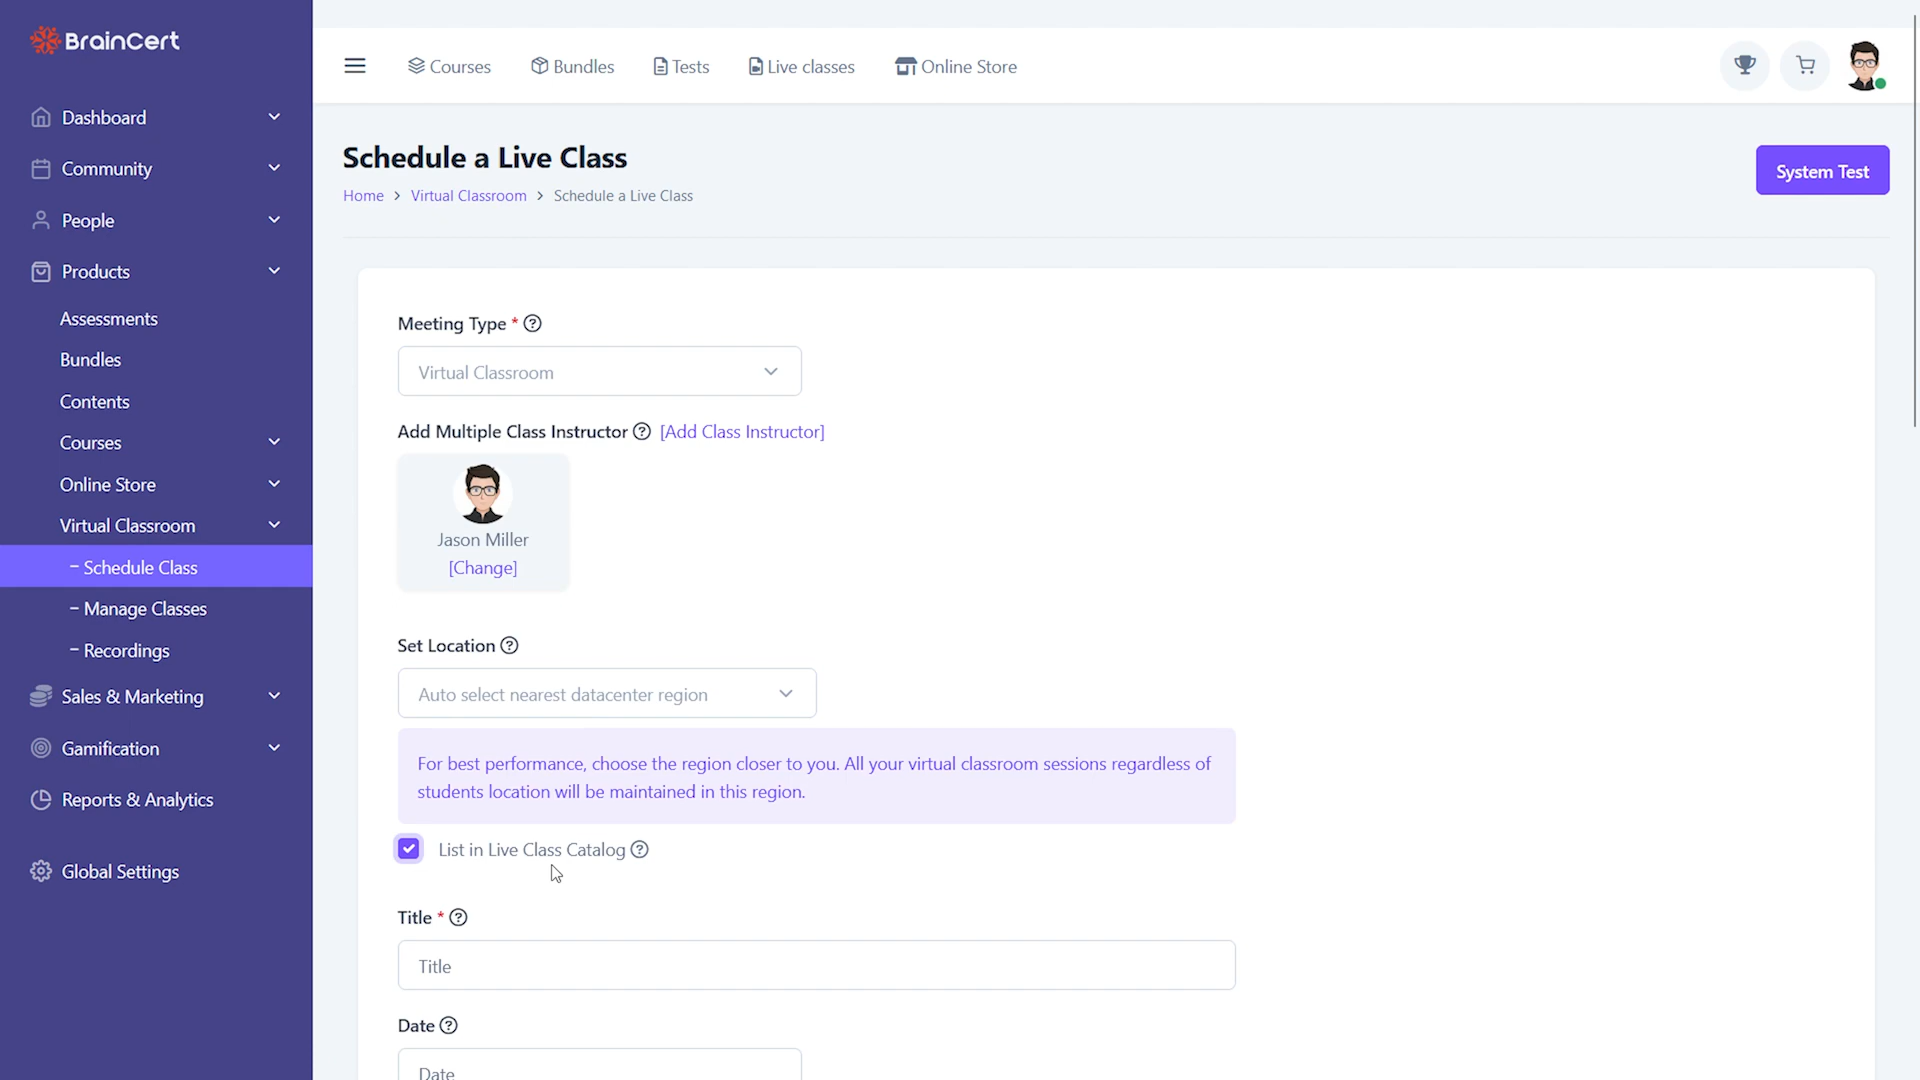 BrainCert
Dashboard
Community
People
Products
Assessments
Bundles
Contents
Courses
Online Store
Virtual Classroom
- Schedule Class
- Manage Classes
- Recordings
Sales & Marketing
Gamification
Reports & Analytics
Global Settings
Courses
Bundles
Tests
Live classes
Online Store
Schedule a Live Class
Home > Virtual Classroom > Schedule a Live Class
System Test
Meeting Type *
Virtual Classroom
Add Multiple Class Instructor [Add Class Instructor]
Jason Miller
[Change]
Set Location
Auto select nearest datacenter region
For best performance, choose the region closer to you. All your virtual classroom sessions regardless of
students location will be maintained in this region.
List in Live Class Catalog
Title *
Title
Date
Date